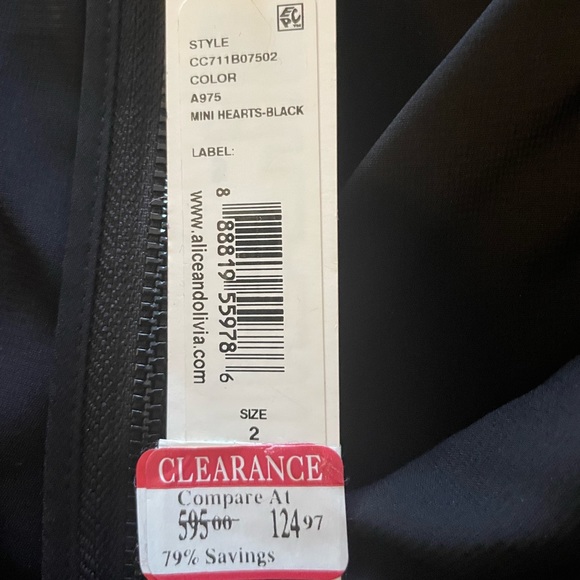 EPC
STYLE
CC711B07502
COLOR
A975
MINI HEARTS-BLACK
LABEL:
8 88819 55978 6
www.aliceandolivia.com
SIZE
2
CLEARANCE
Compare At
595 00 124 97
79% Savings